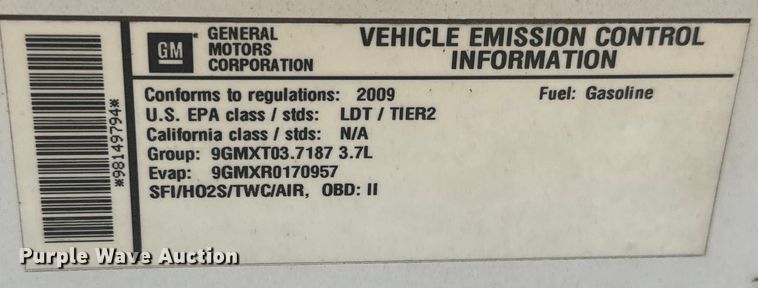 *98149794*
GM
GENERAL
MOTORS
CORPORATION
VEHICLE EMISSION CONTROL
INFORMATION
Conforms to regulations: 2009 Fuel: Gasoline
U.S. EPA class / stds: LDT / TIER2
California class / stds: N/A
Group: 9GMXT03.7187 3.7L
Evap: 9GMXR0170957
SFI/HO2S/TWC/AIR, OBD: II
Purple Wave Auction